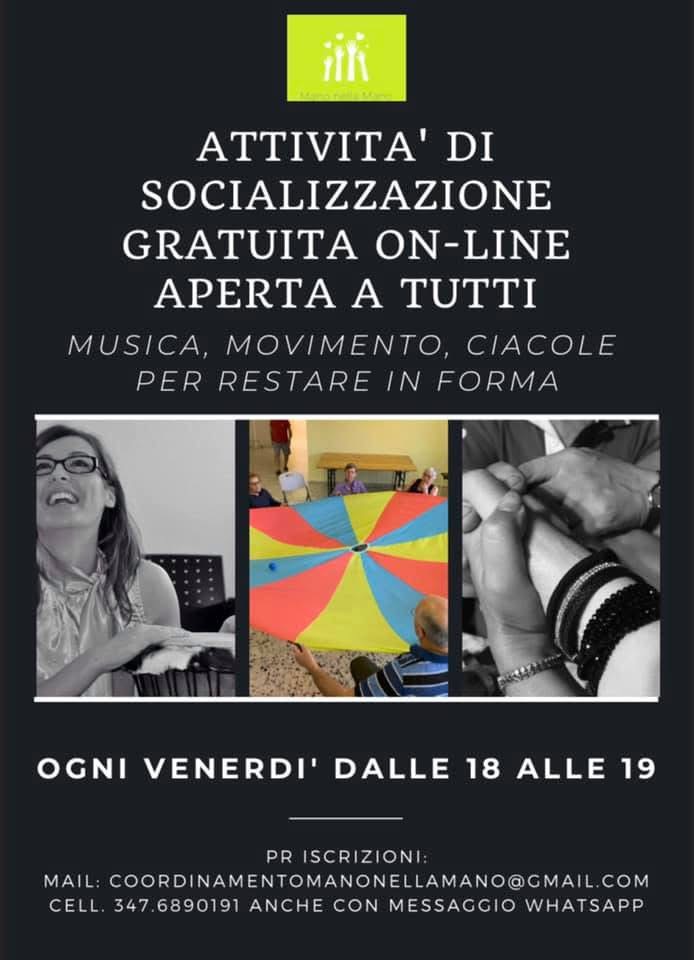 Mano nella Mano
ATTIVITA' DI
SOCIALIZZAZIONE
GRATUITA ON-LINE
APERTA A TUTTI
MUSICA, MOVIMENTO, CIACOLE
PER RESTARE IN FORMA
OGNI VENERDI' DALLE 18 ALLE 19
PR ISCRIZIONI:
MAIL: COORDINAMENTOMANONELLAMANO@GMAIL.COM
CELL. 347.6890191 ANCHE CON MESSAGGIO WHATSAPP